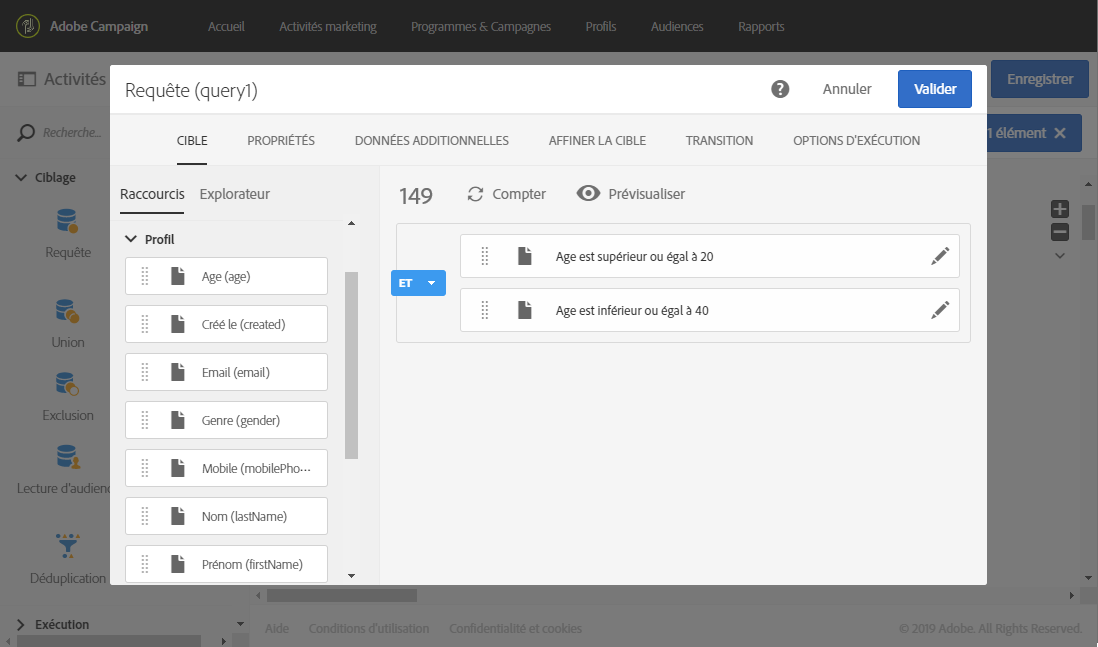 Adobe Campaign
Accueil
Activités marketing
Programmes & Campagnes
Profils
Audiences
Rapports
Activités
Enregistrer
Requête (query1)
?
Annuler
Valider
Recherche...
1 élément
CIBLE
PROPRIÉTÉS
DONNÉES ADDITIONNELLES
AFFINER LA CIBLE
TRANSITION
OPTIONS D'EXÉCUTION
Ciblage
Requête
Union
Exclusion
Lecture d'audien
Déduplication
Exécution
Raccourcis
Explorateur
Profil
Age (age)
Créé le (created)
Email (email)
Genre (gender)
Mobile (mobilePho···
Nom (lastName)
Prénom (firstName)
149
Compter
Prévisualiser
ET
Age est supérieur ou égal à 20
Age est inférieur ou égal à 40
Aide
Conditions d'utilisation
Confidentialité et cookies
© 2019 Adobe. All Rights Reserved.